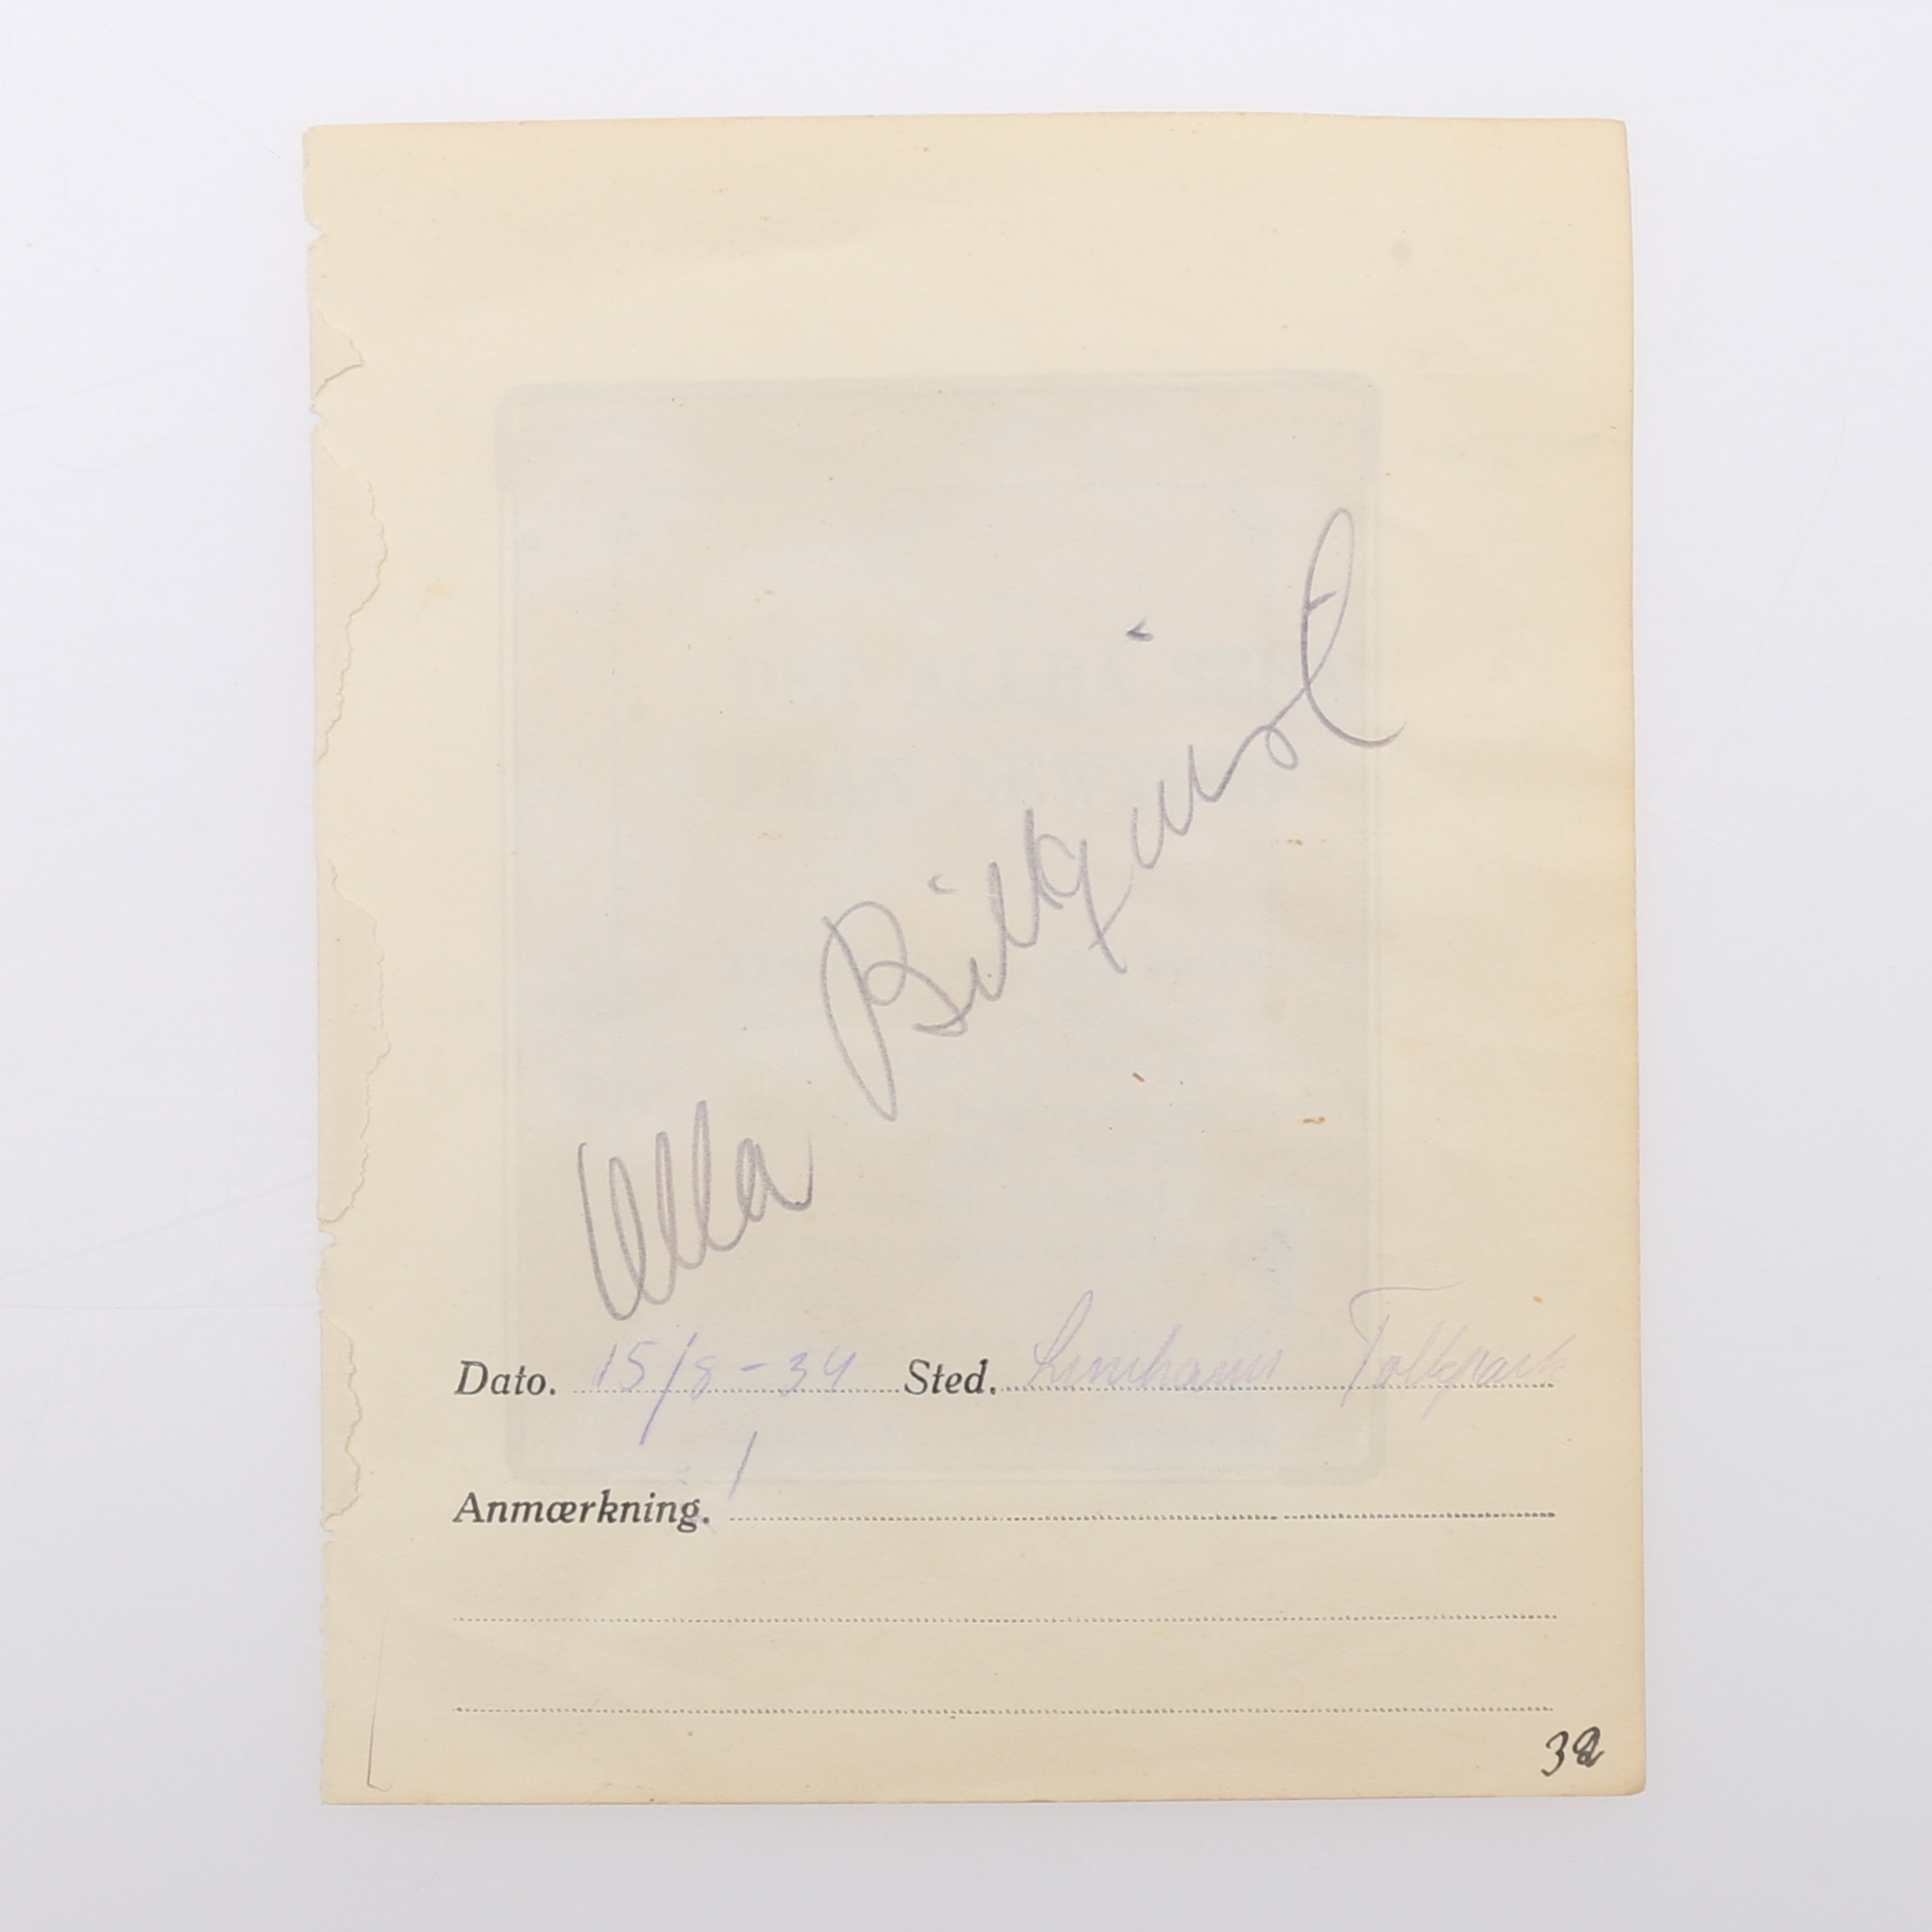 Ulla Billquist
Dato. 15/8-34 Sted. Limhamns Folkpark
Anmærkning.
32